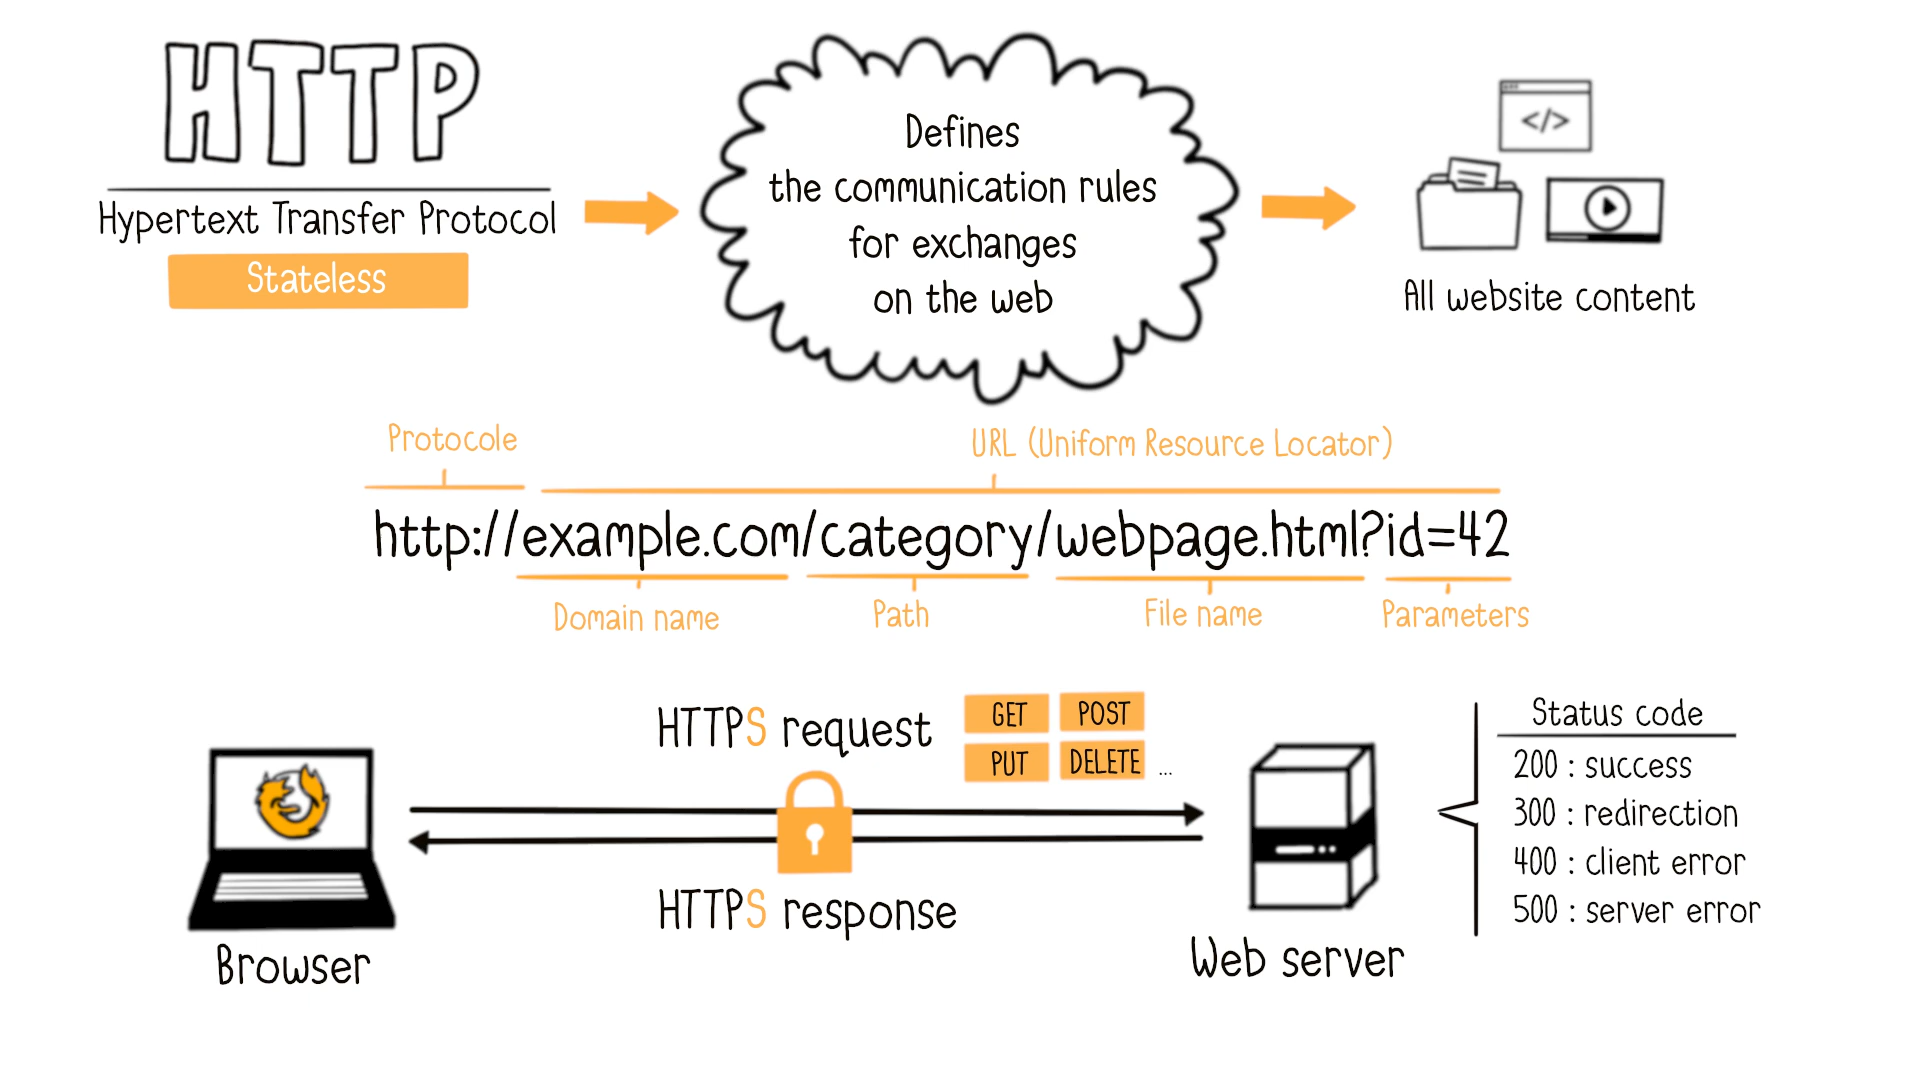 HTTP
Hypertext Transfer Protocol
Stateless
Defines
the communication rules
for exchanges
on the web
</>
All website content
Protocole
URL (Uniform Resource Locator)
http://example.com/category/webpage.html?id=42
Domain name
Path
File name
Parameters
HTTPS request
GET
POST
PUT
DELETE
...
HTTPS response
Browser
Web server
Status code
200 : success
300 : redirection
400 : client error
500 : server error